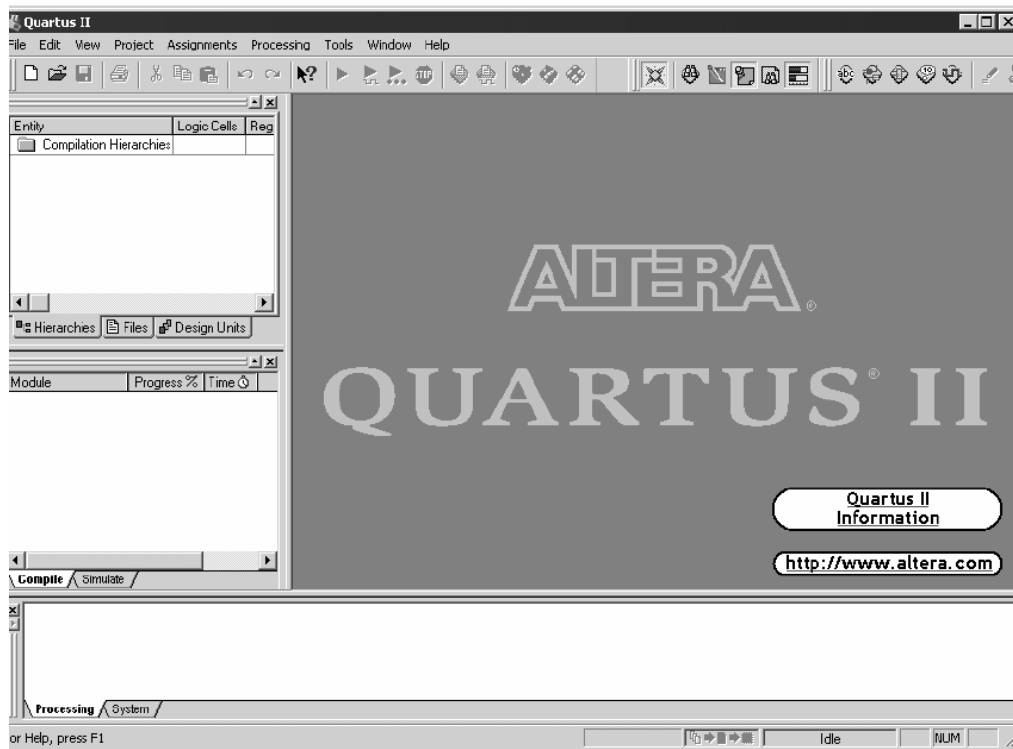 Quartus II
File Edit View Project Assignments Processing Tools Window Help
STOP
abc
Entity Logic Cells Reg
Compilation Hierarchies
Hierarchies Files Design Units
Module Progress % Time
Compile Simulate
ALTERA®
QUARTUS® II
Quartus II
Information
http://www.altera.com
Processing System
or Help, press F1
Idle NUM